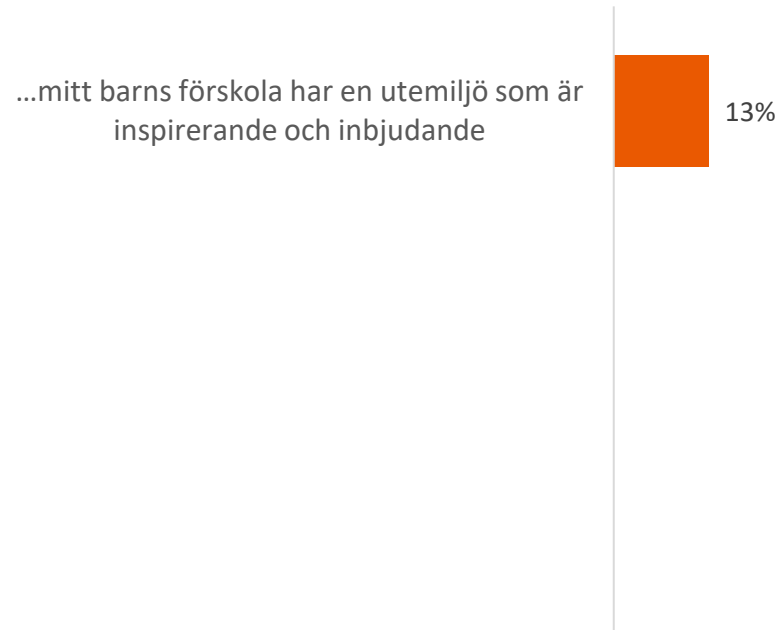 …mitt barns förskola har en utemiljö som är
inspirerande och inbjudande
13%